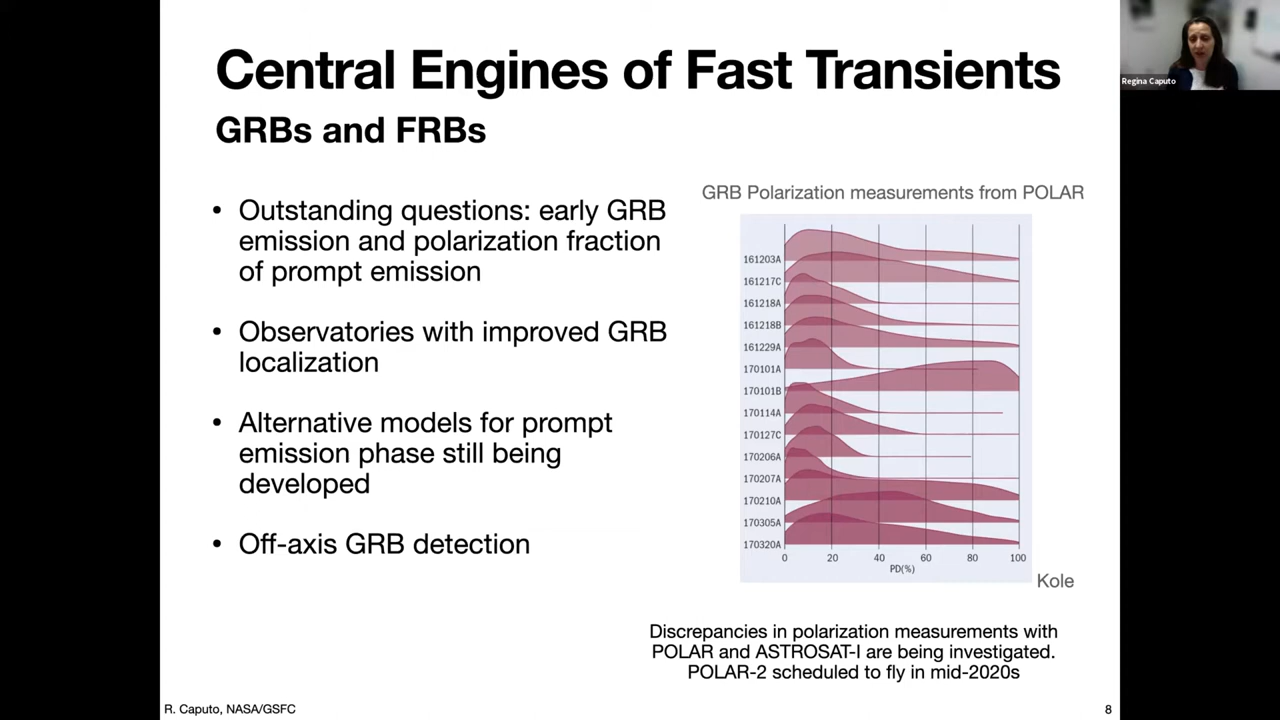 Central Engines of Fast Transients
GRBs and FRBs
• Outstanding questions: early GRB
emission and polarization fraction
of prompt emission
• Observatories with improved GRB
localization
• Alternative models for prompt
emission phase still being
developed
• Off-axis GRB detection
GRB Polarization measurements from POLAR
161203A
161217C
161218A
161218B
161229A
170101A
170101B
170114A
170127C
170206A
170207A
170210A
170305A
170320A
0 20 40 60 80 100
PD(%)
Kole
Discrepancies in polarization measurements with
POLAR and ASTROSAT-I are being investigated.
POLAR-2 scheduled to fly in mid-2020s
R. Caputo, NASA/GSFC
8
Regina Caputo